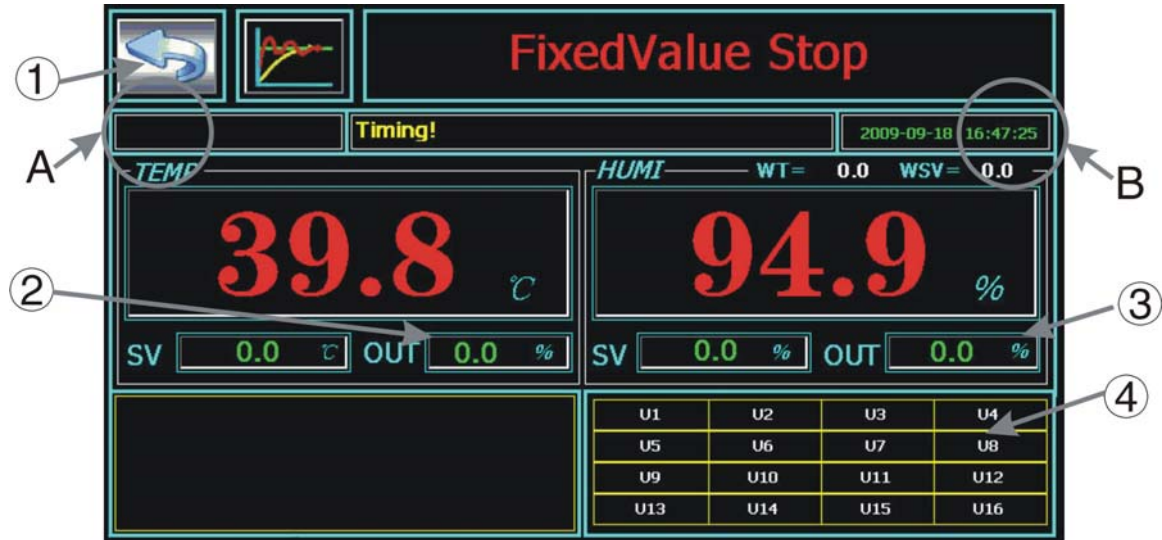 ①
FixedValue Stop
A
Timing!
2009-09-18 16:47:25
B
TEMP
HUMI WT= 0.0 WSV= 0.0
39.8 ℃
94.9 %
②
③
SV 0.0 ℃ OUT 0.0 %
SV 0.0 % OUT 0.0 %
④
U1 U2 U3 U4
U5 U6 U7 U8
U9 U10 U11 U12
U13 U14 U15 U16